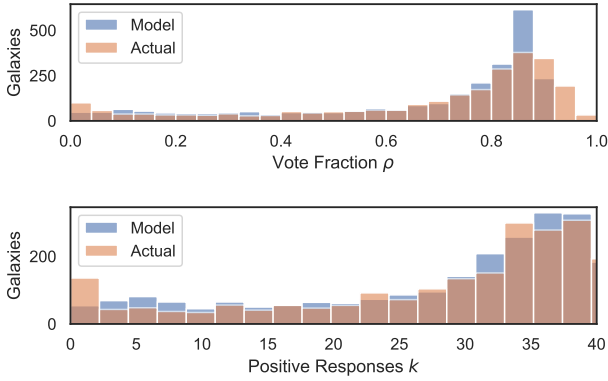 Galaxies
500
250
0
Model
Actual
0.0 0.2 0.4 0.6 0.8 1.0
Vote Fraction ρ
Galaxies
200
0
Model
Actual
0 5 10 15 20 25 30 35 40
Positive Responses k